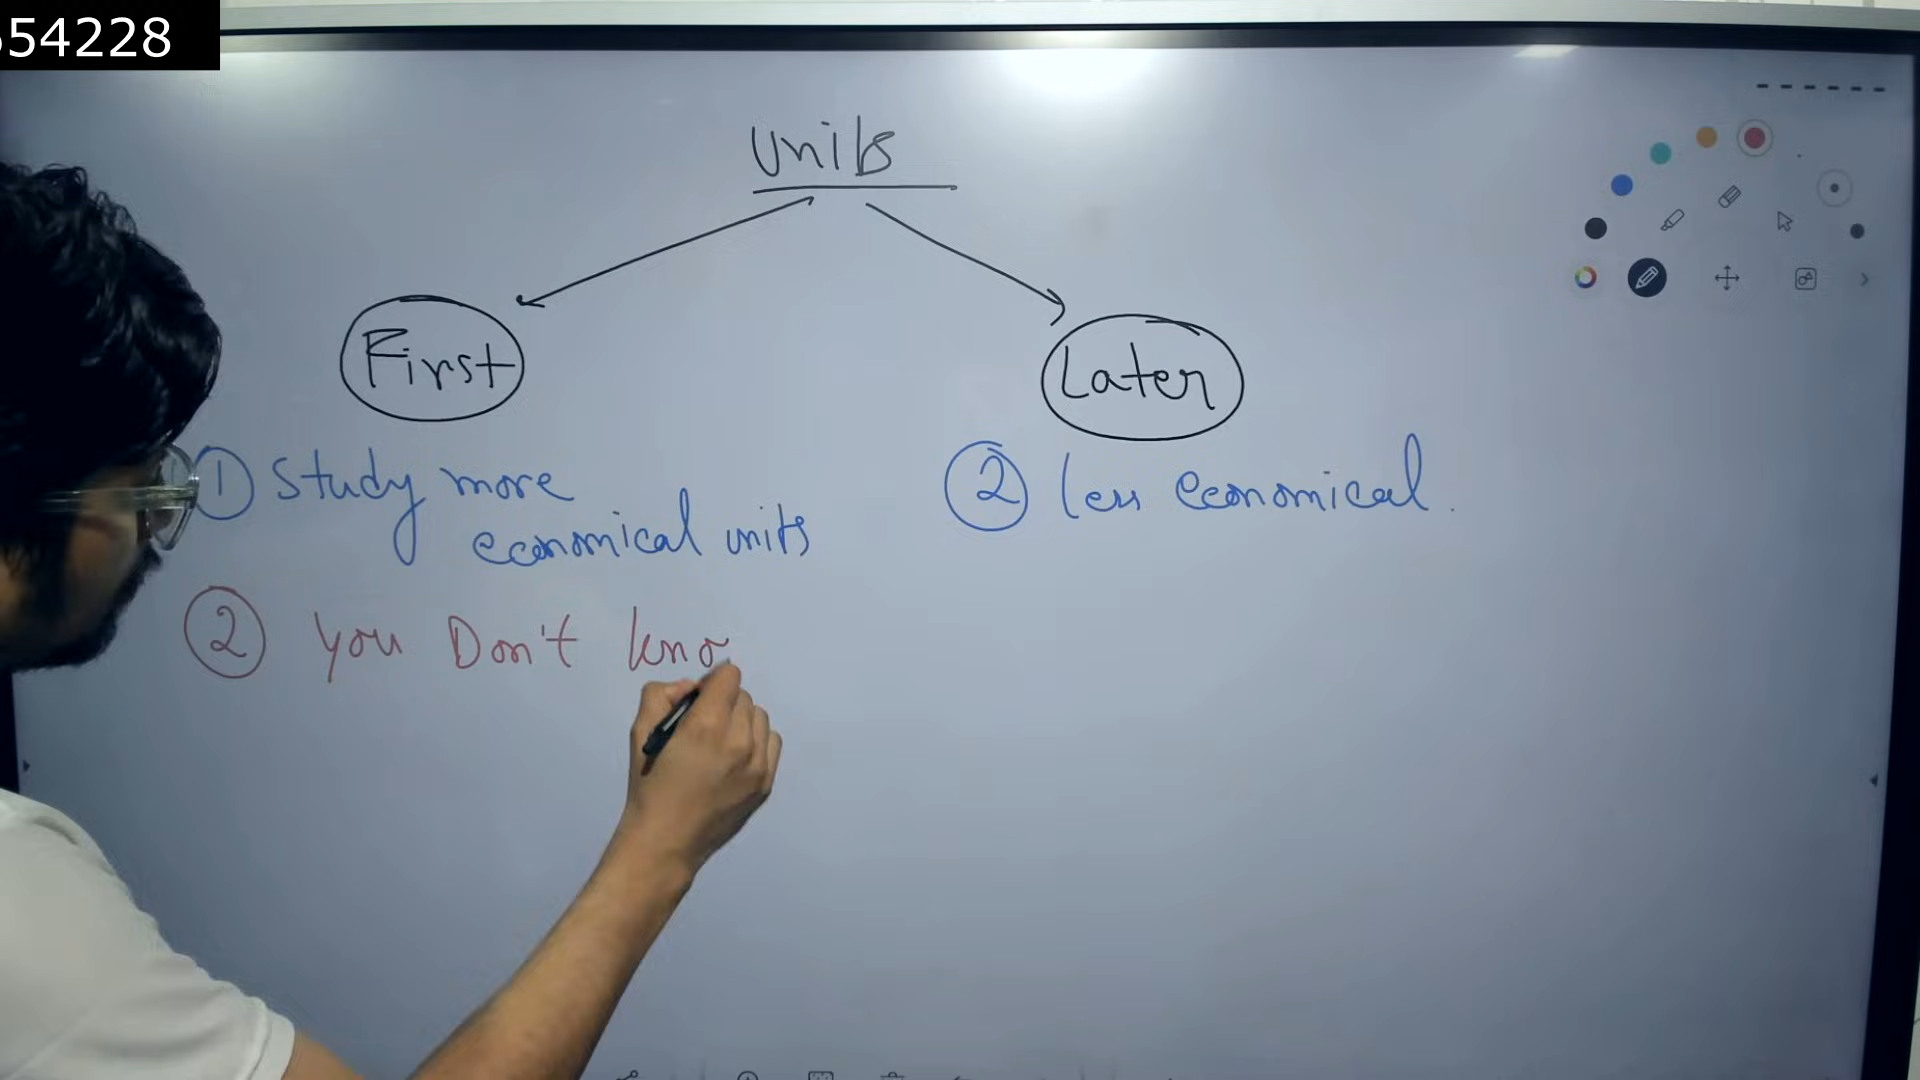 54228
Units
First
Later
① Study more
economical units
② Less economical.
② You Don't kno